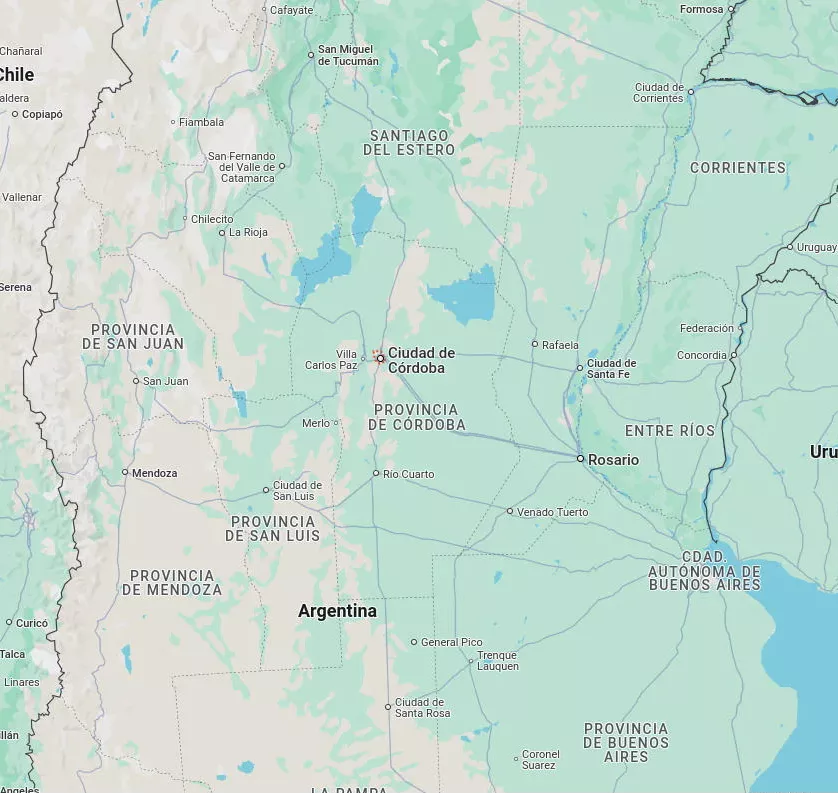 Cafayate
Formosa
Chañaral
San Miguel
de Tucumán
Chile
Ciudad de
Corrientes
aldera
Copiapó
Fiambala
SANTIAGO
DEL ESTERO
San Fernando
del Valle de
Catamarca
CORRIENTES
Vallenar
Chilecito
La Rioja
Uruguay
Serena
PROVINCIA
DE SAN JUAN
Federación
Rafaela
Villa
Carlos Paz
Ciudad de
Córdoba
Concordia
Ciudad de
Santa Fe
San Juan
PROVINCIA
DE CÓRDOBA
Merlo
ENTRE RÍOS
Uru
Rosario
Mendoza
Río Cuarto
Ciudad de
San Luis
Venado Tuerto
PROVINCIA
DE SAN LUIS
CDAD.
AUTÓNOMA DE
BUENOS AIRES
PROVINCIA
DE MENDOZA
Argentina
Curicó
General Pico
Talca
Trenque
Lauquen
Linares
Ciudad de
Santa Rosa
llán
PROVINCIA
DE BUENOS
AIRES
Coronel
Suarez
Angeles
LA PAMPA